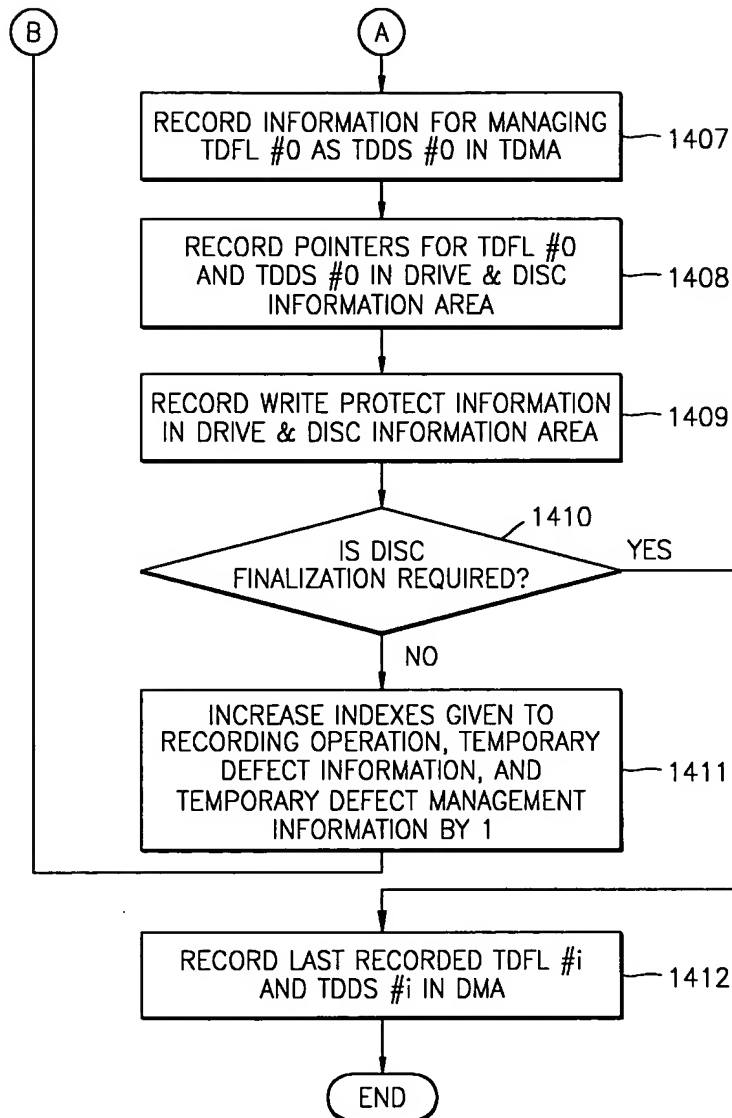 B
A
RECORD INFORMATION FOR MANAGING
TDFL #0 AS TDDS #0 IN TDMA
1407
RECORD POINTERS FOR TDFL #0
AND TDDS #0 IN DRIVE & DISC
INFORMATION AREA
1408
RECORD WRITE PROTECT INFORMATION
IN DRIVE & DISC INFORMATION AREA
1409
1410
IS DISC
FINALIZATION REQUIRED?
YES
NO
INCREASE INDEXES GIVEN TO
RECORDING OPERATION, TEMPORARY
DEFECT INFORMATION, AND
TEMPORARY DEFECT MANAGEMENT
INFORMATION BY 1
1411
RECORD LAST RECORDED TDFL #i
AND TDDS #i IN DMA
1412
END